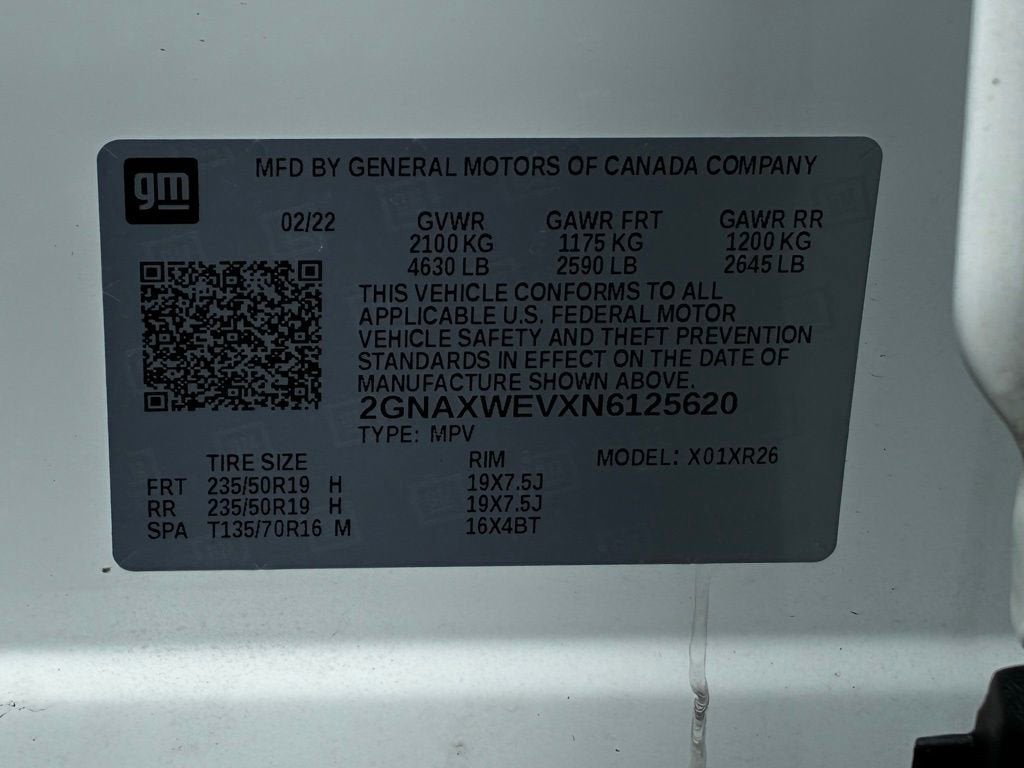 gm
MFD BY GENERAL MOTORS OF CANADA COMPANY
02/22 GVWR GAWR FRT GAWR RR
2100 KG 1175 KG 1200 KG
4630 LB 2590 LB 2645 LB
THIS VEHICLE CONFORMS TO ALL
APPLICABLE U.S. FEDERAL MOTOR
VEHICLE SAFETY AND THEFT PREVENTION
STANDARDS IN EFFECT ON THE DATE OF
MANUFACTURE SHOWN ABOVE.
2GNAXWEVXN6125620
TYPE: MPV
TIRE SIZE RIM MODEL: X01XR26
FRT 235/50R19 H 19X7.5J
RR 235/50R19 H 19X7.5J
SPA T135/70R16 M 16X4BT